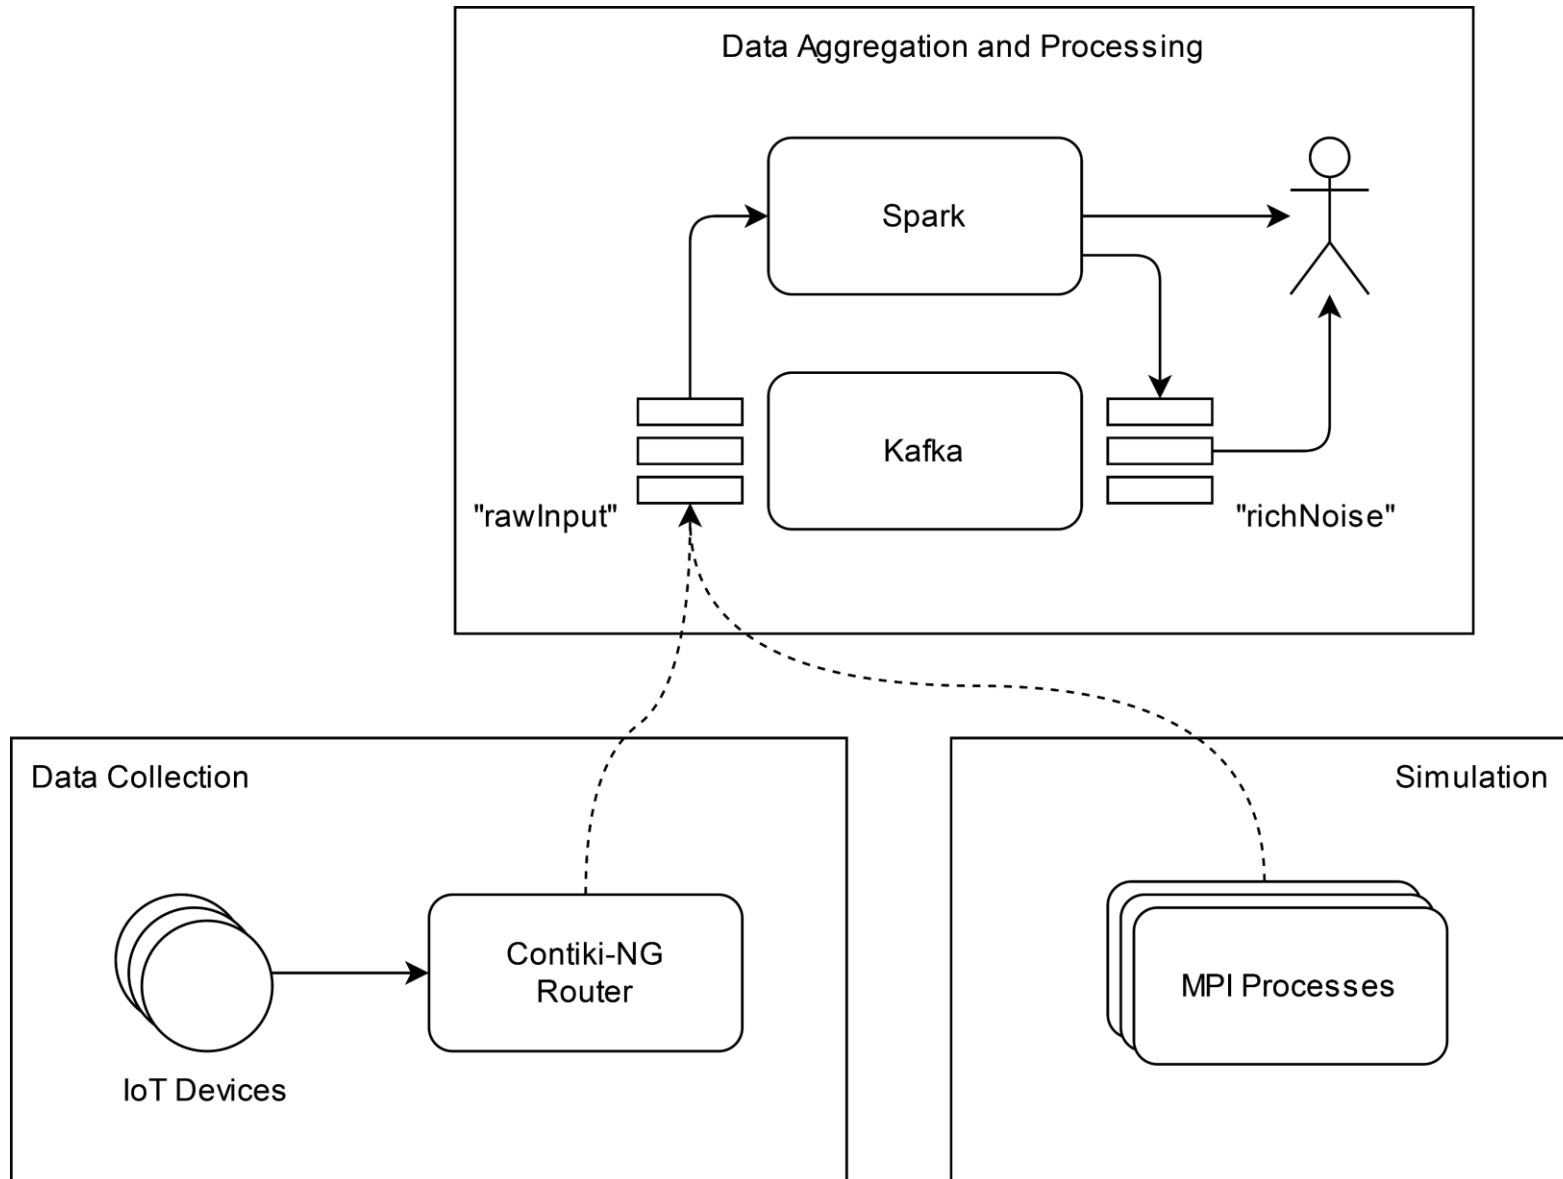 Data Aggregation and Processing
Spark
Kafka
"rawInput"
"richNoise"
Data Collection
Simulation
Contiki-NG
Router
MPI Processes
IoT Devices